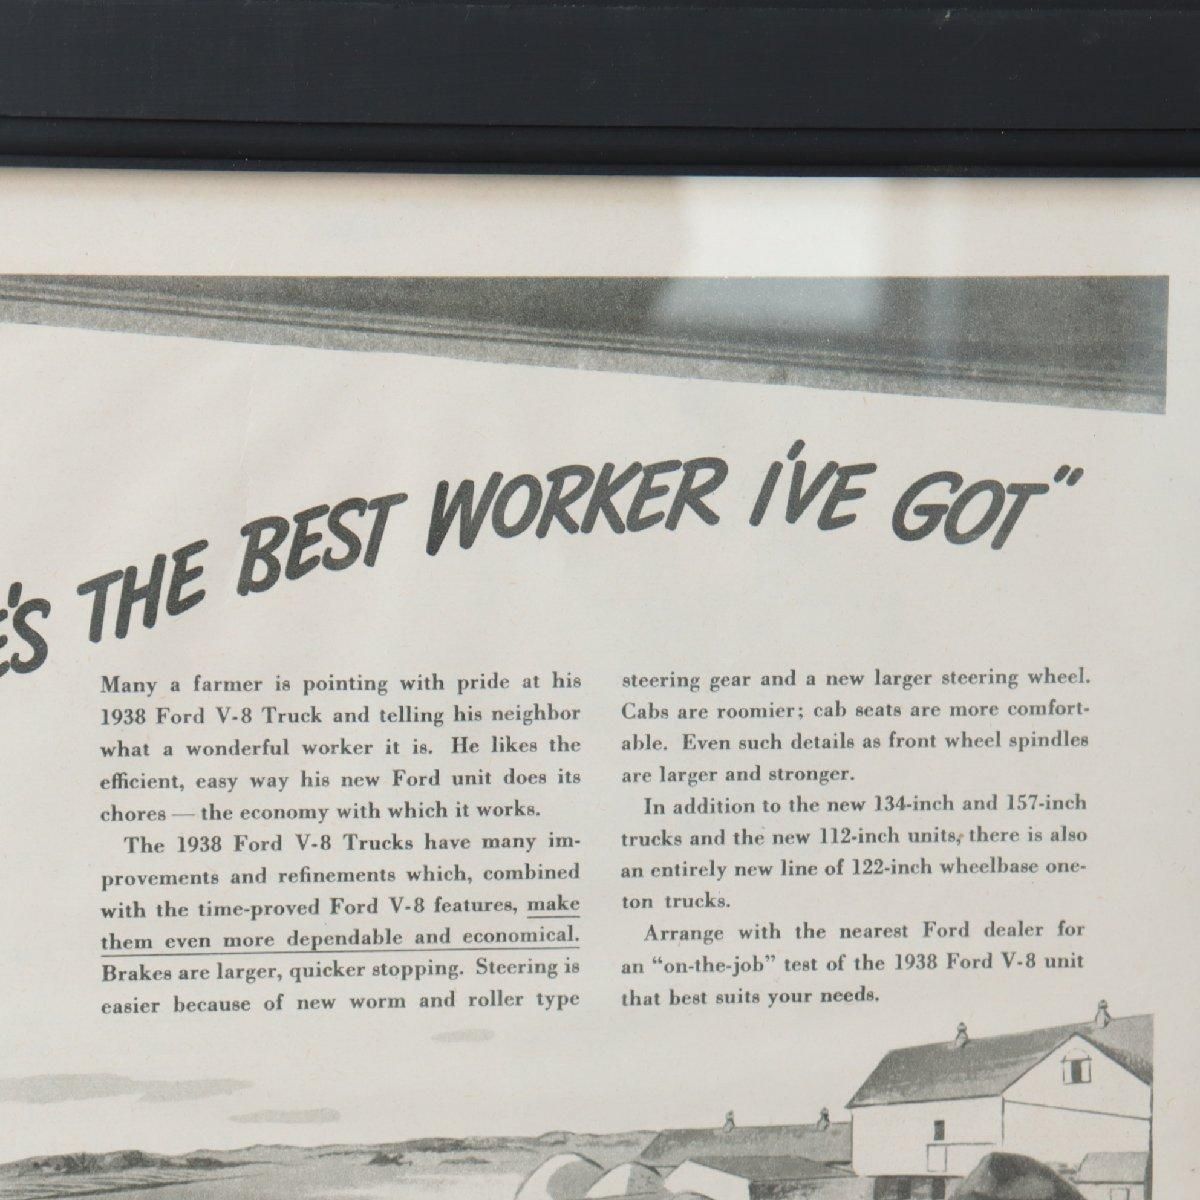 'S THE BEST WORKER I'VE GOT"
Many a farmer is pointing with pride at his
1938 Ford V-8 Truck and telling his neighbor
what a wonderful worker it is. He likes the
efficient, easy way his new Ford unit does its
chores — the economy with which it works.
The 1938 Ford V-8 Trucks have many im-
provements and refinements which, combined
with the time-proved Ford V-8 features, make
them even more dependable and economical.
Brakes are larger, quicker stopping. Steering is
easier because of new worm and roller type
steering gear and a new larger steering wheel.
Cabs are roomier; cab seats are more comfort-
able. Even such details as front wheel spindles
are larger and stronger.
In addition to the new 134-inch and 157-inch
trucks and the new 112-inch units, there is also
an entirely new line of 122-inch wheelbase one-
ton trucks.
Arrange with the nearest Ford dealer for
an "on-the-job" test of the 1938 Ford V-8 unit
that best suits your needs.